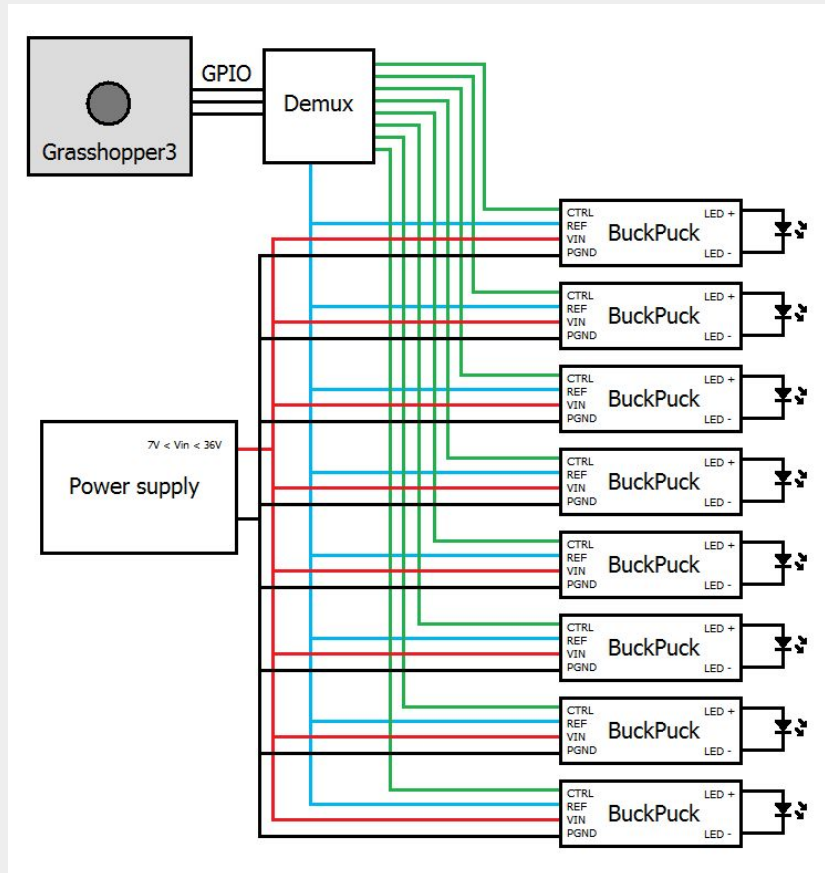 GPIO
Demux
Grasshopper3
CTRL
REF
VIN
PGND
BuckPuck
LED +
LED -
CTRL
REF
VIN
PGND
BuckPuck
LED +
LED -
CTRL
REF
VIN
PGND
BuckPuck
LED +
LED -
7V < Vin < 36V
Power supply
CTRL
REF
VIN
PGND
BuckPuck
LED +
LED -
CTRL
REF
VIN
PGND
BuckPuck
LED +
LED -
CTRL
REF
VIN
PGND
BuckPuck
LED +
LED -
CTRL
REF
VIN
PGND
BuckPuck
LED +
LED -
CTRL
REF
VIN
PGND
BuckPuck
LED +
LED -